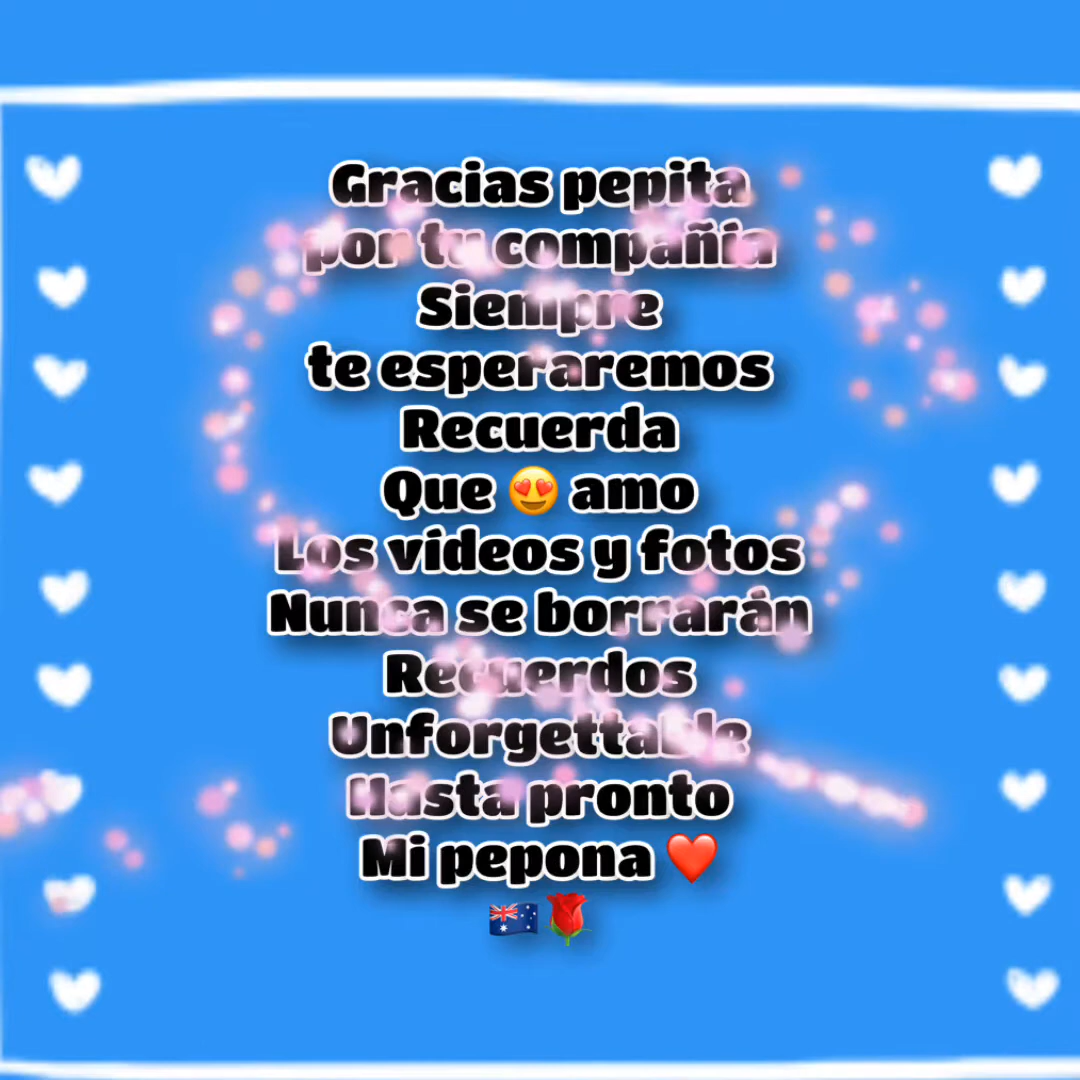 Gracias pepita
por tu compañía
Siempre
te esperaremos
Recuerda
Que 😍 amo
Los vídeos y fotos
Nunca se borrarán
Recuerdos
Unforgettable
Hasta pronto
Mi pepona ❤️
🇦🇺🌹